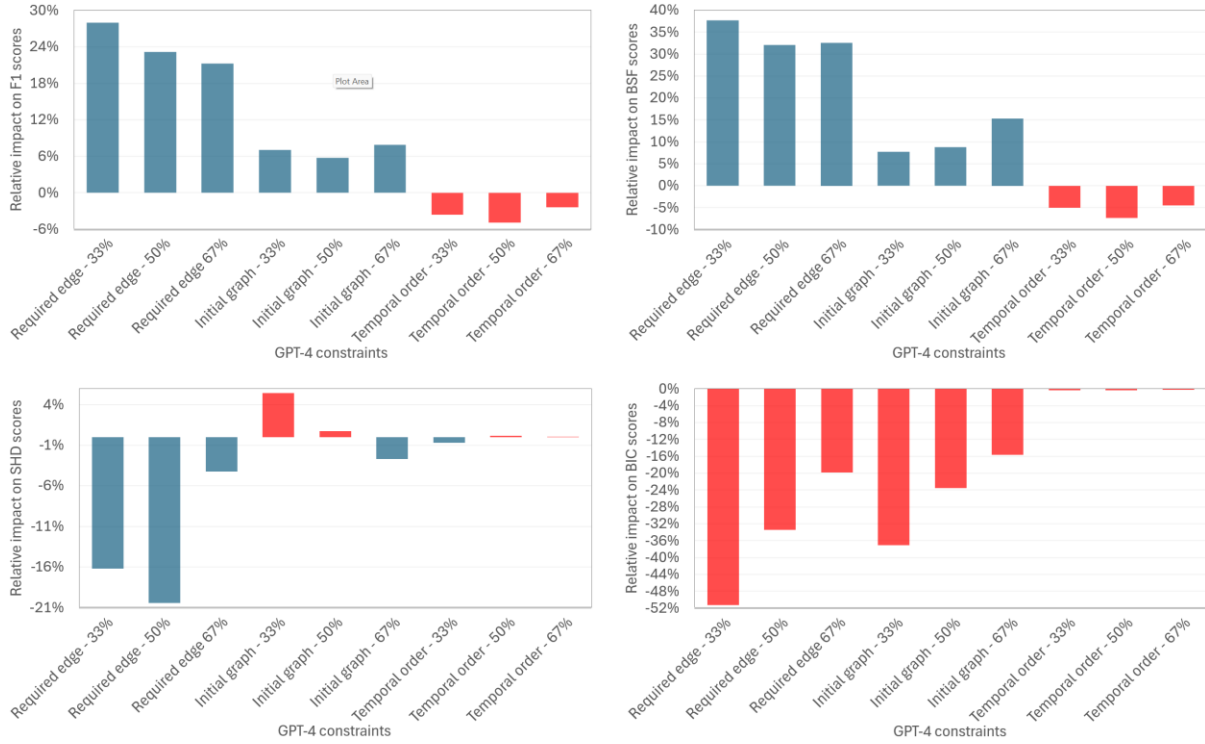 Relative impact on F1 scores
30%
24%
18%
12%
6%
0%
-6%
Plot Area
Required edge - 33%
Required edge - 50%
Required edge 67%
Initial graph - 33%
Initial graph - 50%
Initial graph - 67%
Temporal order - 33%
Temporal order - 50%
Temporal order - 67%
GPT-4 constraints
Relative impact on BSF scores
40%
35%
30%
25%
20%
15%
10%
5%
0%
-5%
-10%
Required edge - 33%
Required edge - 50%
Required edge 67%
Initial graph - 33%
Initial graph - 50%
Initial graph - 67%
Temporal order - 33%
Temporal order - 50%
Temporal order - 67%
GPT-4 constraints
Relative impact on SHD scores
4%
-1%
-6%
-11%
-16%
-21%
Required edge - 33%
Required edge - 50%
Required edge 67%
Initial graph - 33%
Initial graph - 50%
Initial graph - 67%
Temporal order - 33%
Temporal order - 50%
Temporal order - 67%
GPT-4 constraints
Relative impact on BIC scores
0%
-4%
-8%
-12%
-16%
-20%
-24%
-28%
-32%
-36%
-40%
-44%
-48%
-52%
Required edge - 33%
Required edge - 50%
Required edge 67%
Initial graph - 33%
Initial graph - 50%
Initial graph - 67%
Temporal order - 33%
Temporal order - 50%
Temporal order - 67%
GPT-4 constraints